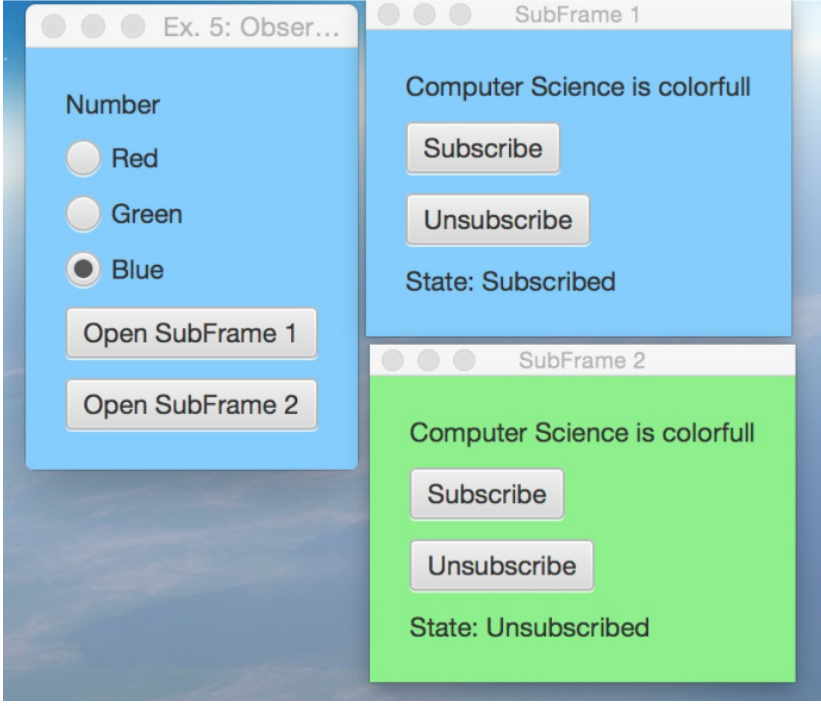 Ex. 5: Obser...
Number
Red
Green
Blue
Open SubFrame 1
Open SubFrame 2
SubFrame 1
Computer Science is colorfull
Subscribe
Unsubscribe
State: Subscribed
SubFrame 2
Computer Science is colorfull
Subscribe
Unsubscribe
State: Unsubscribed